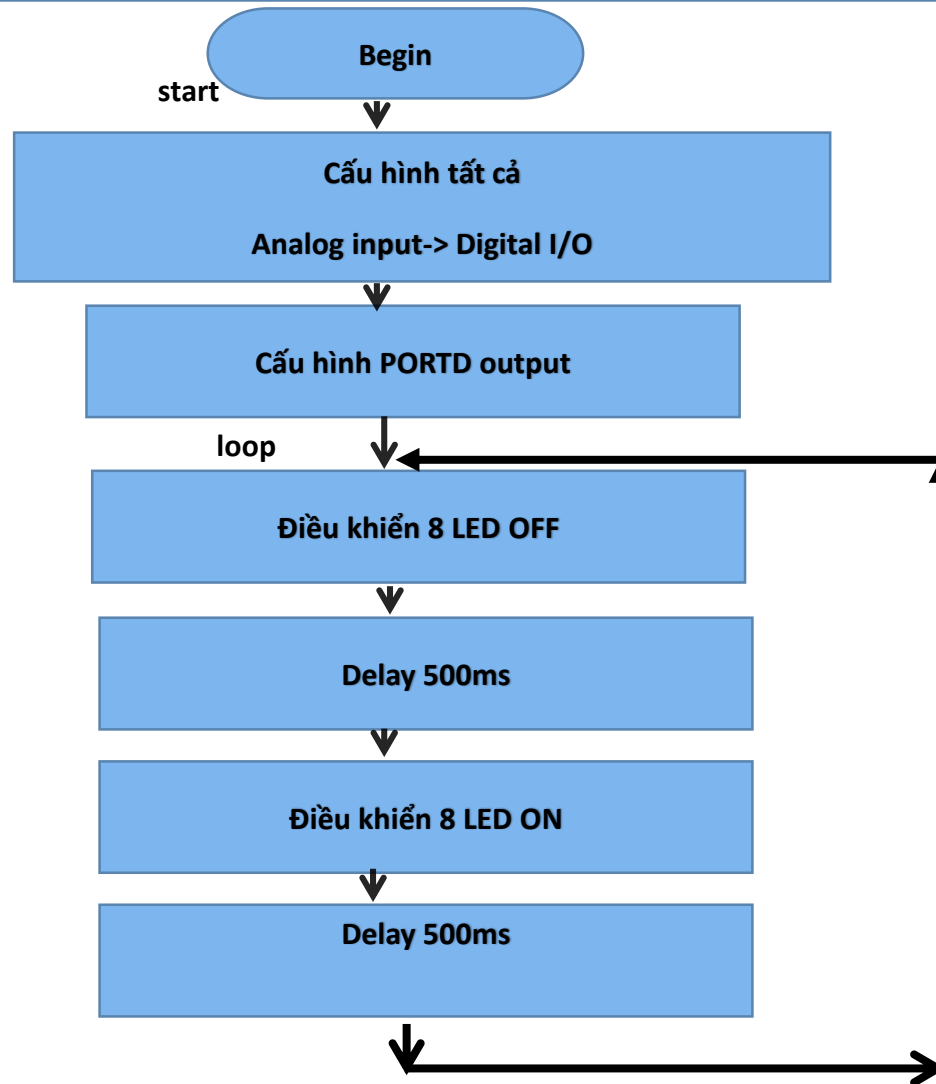 Begin
start
Cấu hình tất cả
Analog input-> Digital I/O
Cấu hình PORTD output
loop
Điều khiển 8 LED OFF
Delay 500ms
Điều khiển 8 LED ON
Delay 500ms